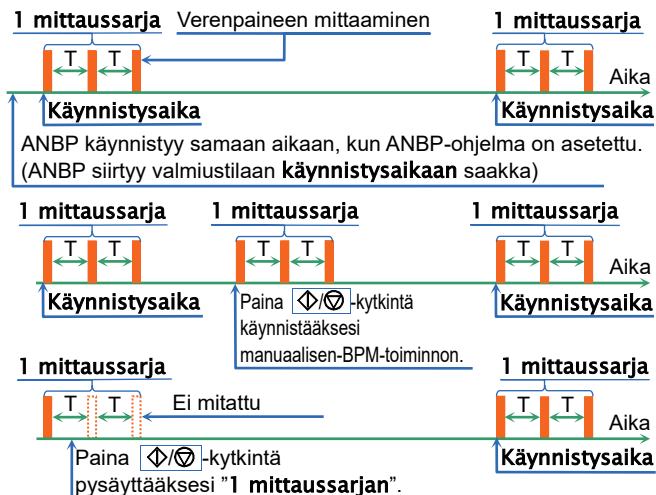 1 mittaussarja Verenpaineen mittaaminen 1 mittaussarja
T T T T
Aika
Käynnistysaika Käynnistysaika
ANBP käynnistyy samaan aikaan, kun ANBP-ohjelma on asetettu.
(ANBP siirtyy valmiustilaan käynnistysaikaan saakka)
1 mittaussarja 1 mittaussarja 1 mittaussarja
T T T T T T
Aika
Käynnistysaika Paina /-kytkintä Käynnistysaika
käynnistääksesi
manuaalisen-BPM-toiminnon.
1 mittaussarja 1 mittaussarja
T T Ei mitattu T T
Aika
Paina /-kytkintä Käynnistysaika
pysäyttääksesi ”1 mittaussarjan”.